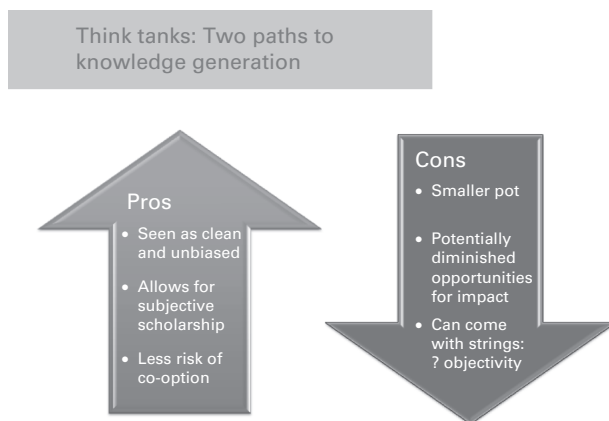 Think tanks: Two paths to
knowledge generation
Pros
• Seen as clean
and unbiased
• Allows for
subjective
scholarship
• Less risk of
co-option
Cons
• Smaller pot
• Potentially
diminished
opportunities
for impact
• Can come
with strings:
? objectivity